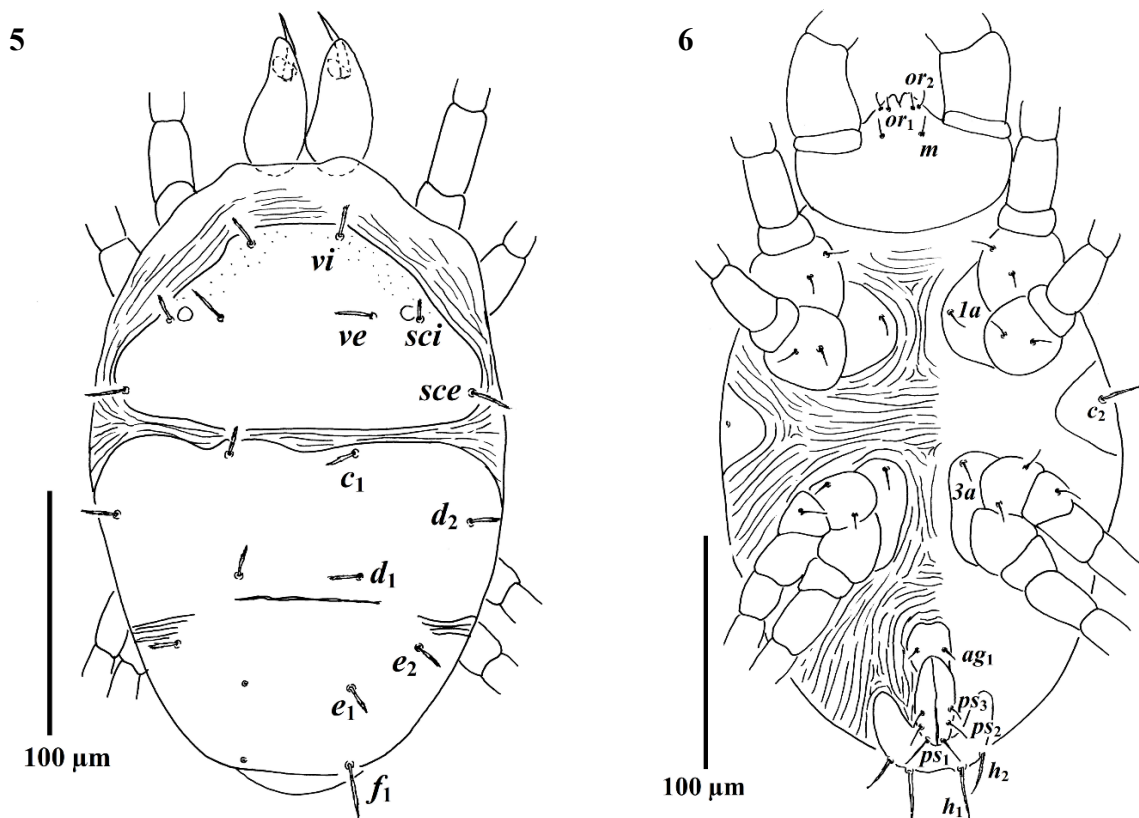 5
vi
ve sci
sce
c₁
d₂
d₁
e₂
e₁
f₁
100 µm
6
or₂
or₁
m
1a
c₂
3a
ag₁
ps₃
ps₂
ps₁
h₂
h₁
100 µm